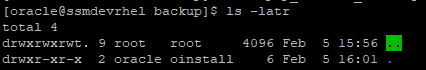 [oracle@ssmdevrhel backup]$ ls -latr
total 4
drwxrwxrwt. 9 root   root     4096 Feb  5 15:56 ..
drwxr-xr-x  2 oracle oinstall    6 Feb  5 16:01 .